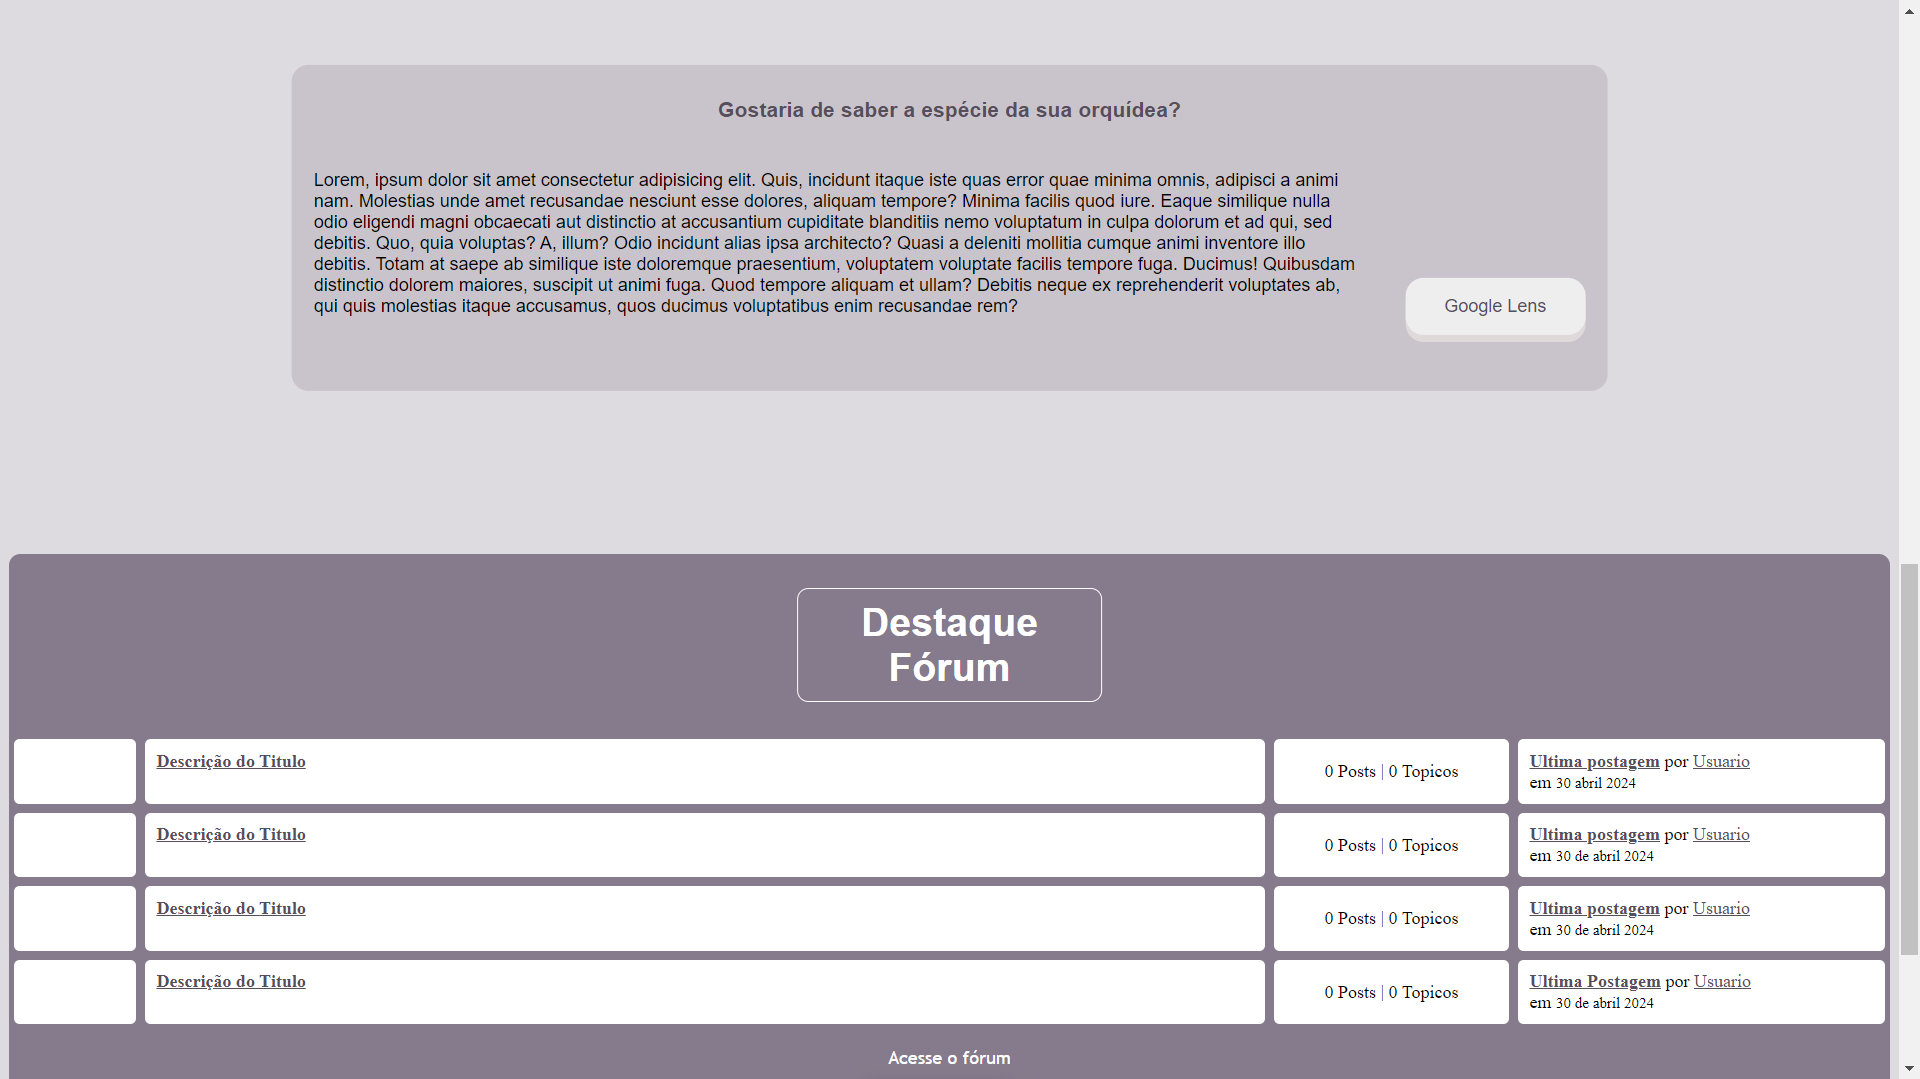 Gostaria de saber a espécie da sua orquídea?
Lorem, ipsum dolor sit amet consectetur adipisicing elit. Quis, incidunt itaque iste quas error quae minima omnis, adipisci a animi
nam. Molestias unde amet recusandae nesciunt esse dolores, aliquam tempore? Minima facilis quod iure. Eaque similique nulla
odio eligendi magni obcaecati aut distinctio at accusantium cupiditate blanditiis nemo voluptatum in culpa dolorum et ad qui, sed
debitis. Quo, quia voluptas? A, illum? Odio incidunt alias ipsa architecto? Quasi a deleniti mollitia cumque animi inventore illo
debitis. Totam at saepe ab similique iste doloremque praesentium, voluptatem voluptate facilis tempore fuga. Ducimus! Quibusdam
distinctio dolorem maiores, suscipit ut animi fuga. Quod tempore aliquam et ullam? Debitis neque ex reprehenderit voluptates ab,
qui quis molestias itaque accusamus, quos ducimus voluptatibus enim recusandae rem?
Google Lens
Destaque
Fórum
Descrição do Titulo
0 Posts | 0 Topicos
Ultima postagem por Usuario
em 30 abril 2024
Descrição do Titulo
0 Posts | 0 Topicos
Ultima postagem por Usuario
em 30 de abril 2024
Descrição do Titulo
0 Posts | 0 Topicos
Ultima postagem por Usuario
em 30 de abril 2024
Descrição do Titulo
0 Posts | 0 Topicos
Ultima Postagem por Usuario
em 30 de abril 2024
Acesse o fórum